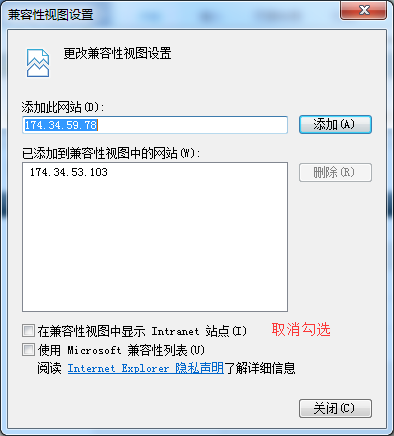 兼容性视图设置
更改兼容性视图设置
添加此网站(D):
174.34.59.78
添加(A)
已添加到兼容性视图中的网站(W):
174.34.53.103
删除(R)
在兼容性视图中显示 Intranet 站点(I)
取消勾选
使用 Microsoft 兼容性列表(U)
阅读 Internet Explorer 隐私声明了解详细信息
关闭(C)